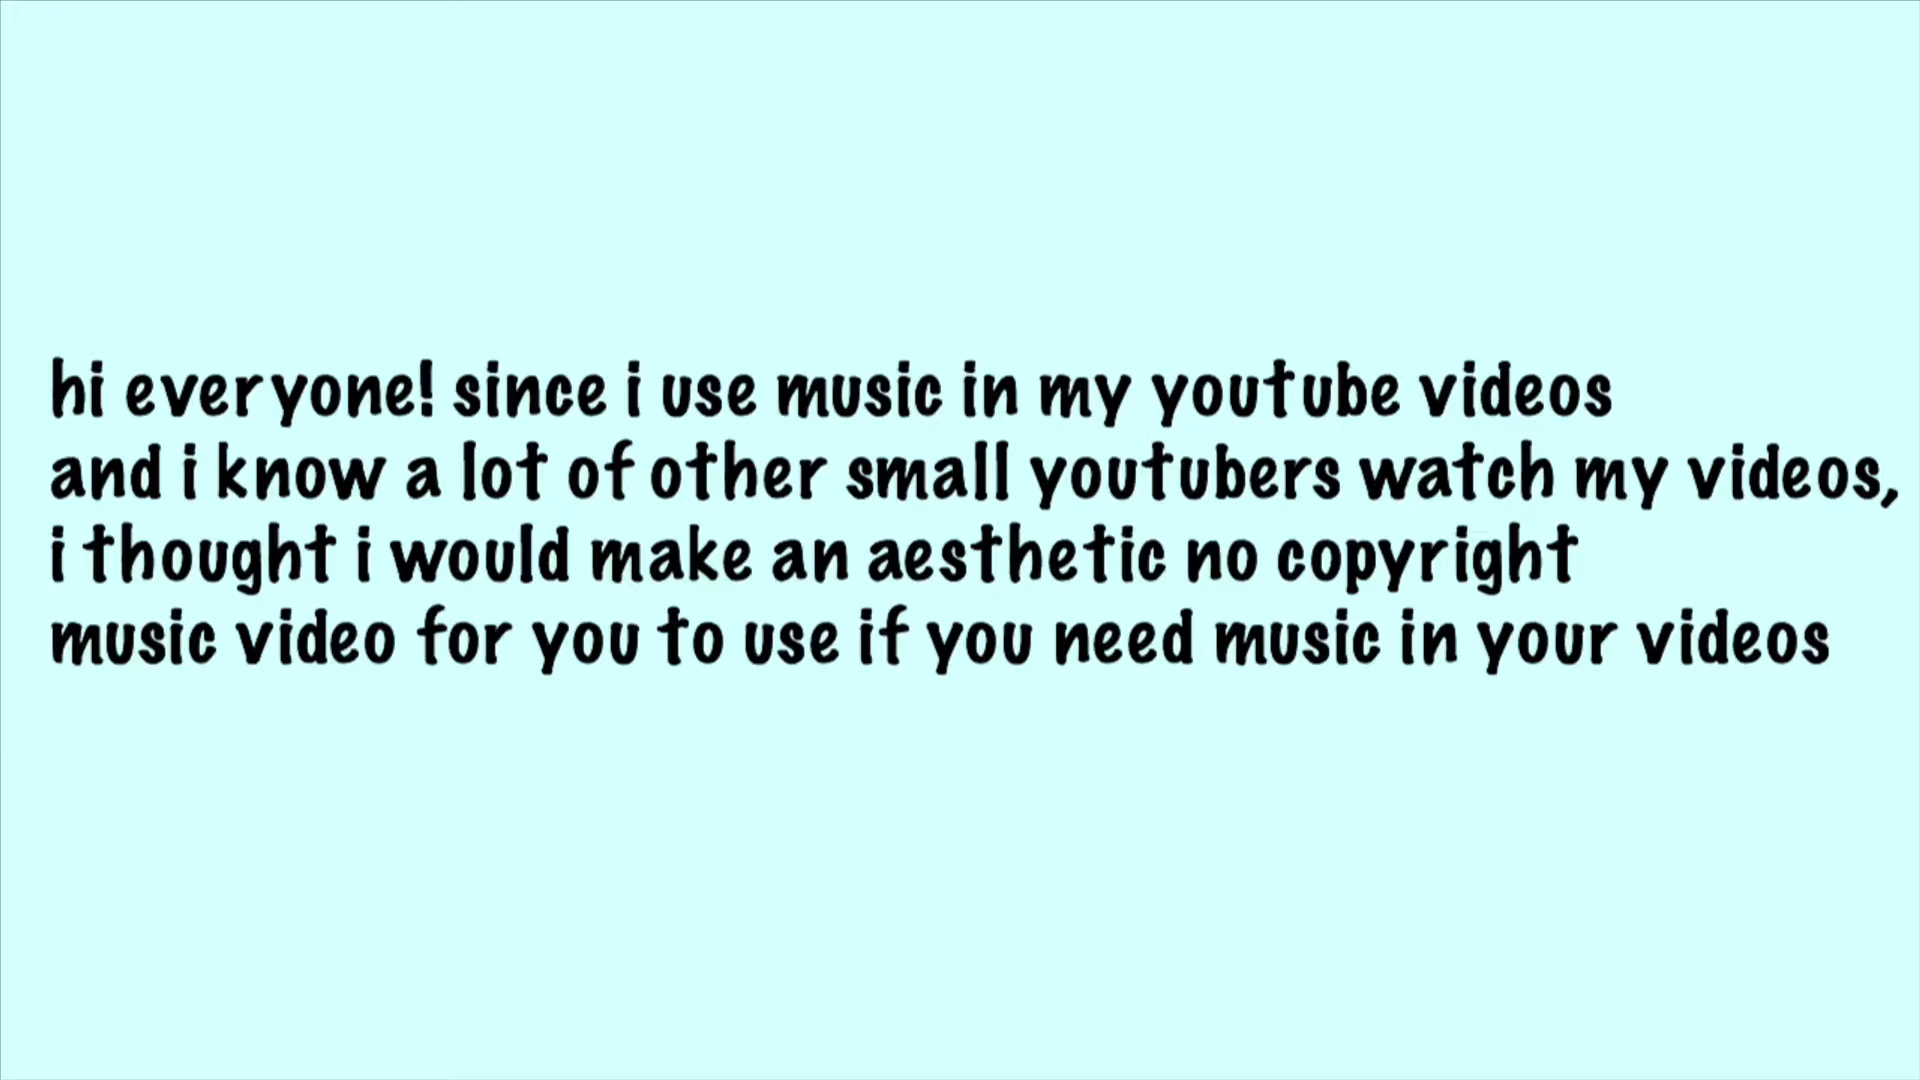 hi everyone! since i use music in my youtube videos
and i know a lot of other small youtubers watch my videos,
i thought i would make an aesthetic no copyright
music video for you to use if you need music in your videos